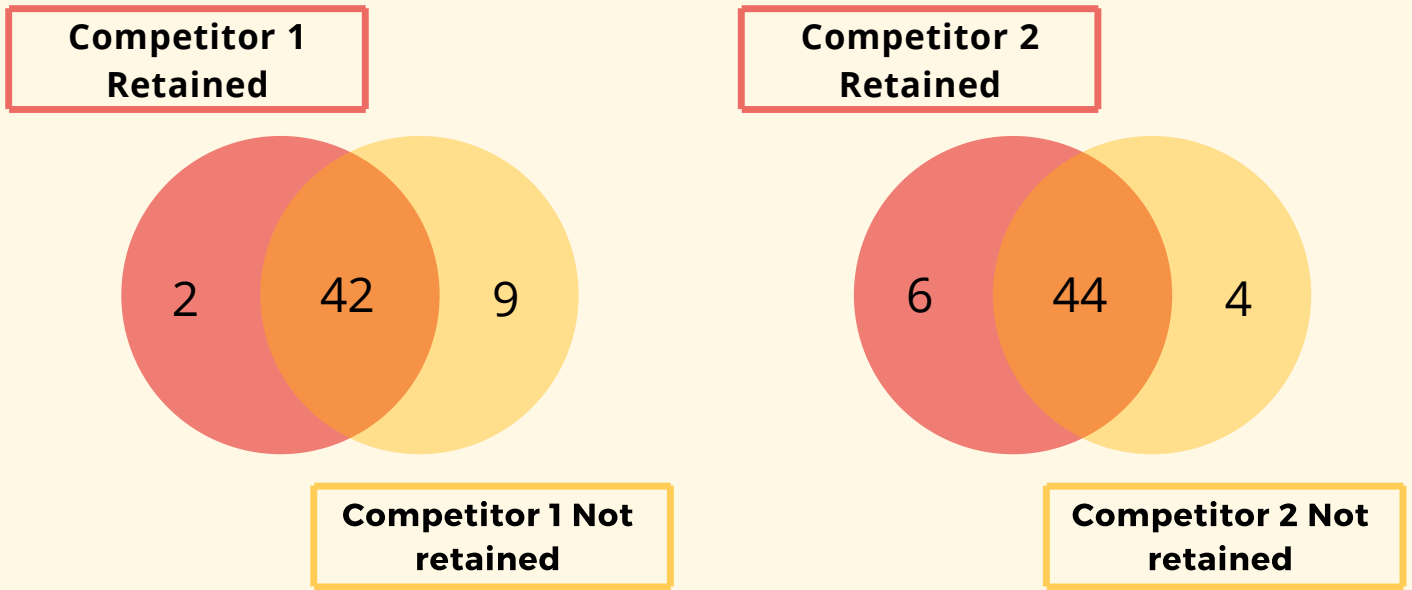 Competitor 1
Retained
2
42
9
Competitor 1 Not
retained
Competitor 2
Retained
6
44
4
Competitor 2 Not
retained